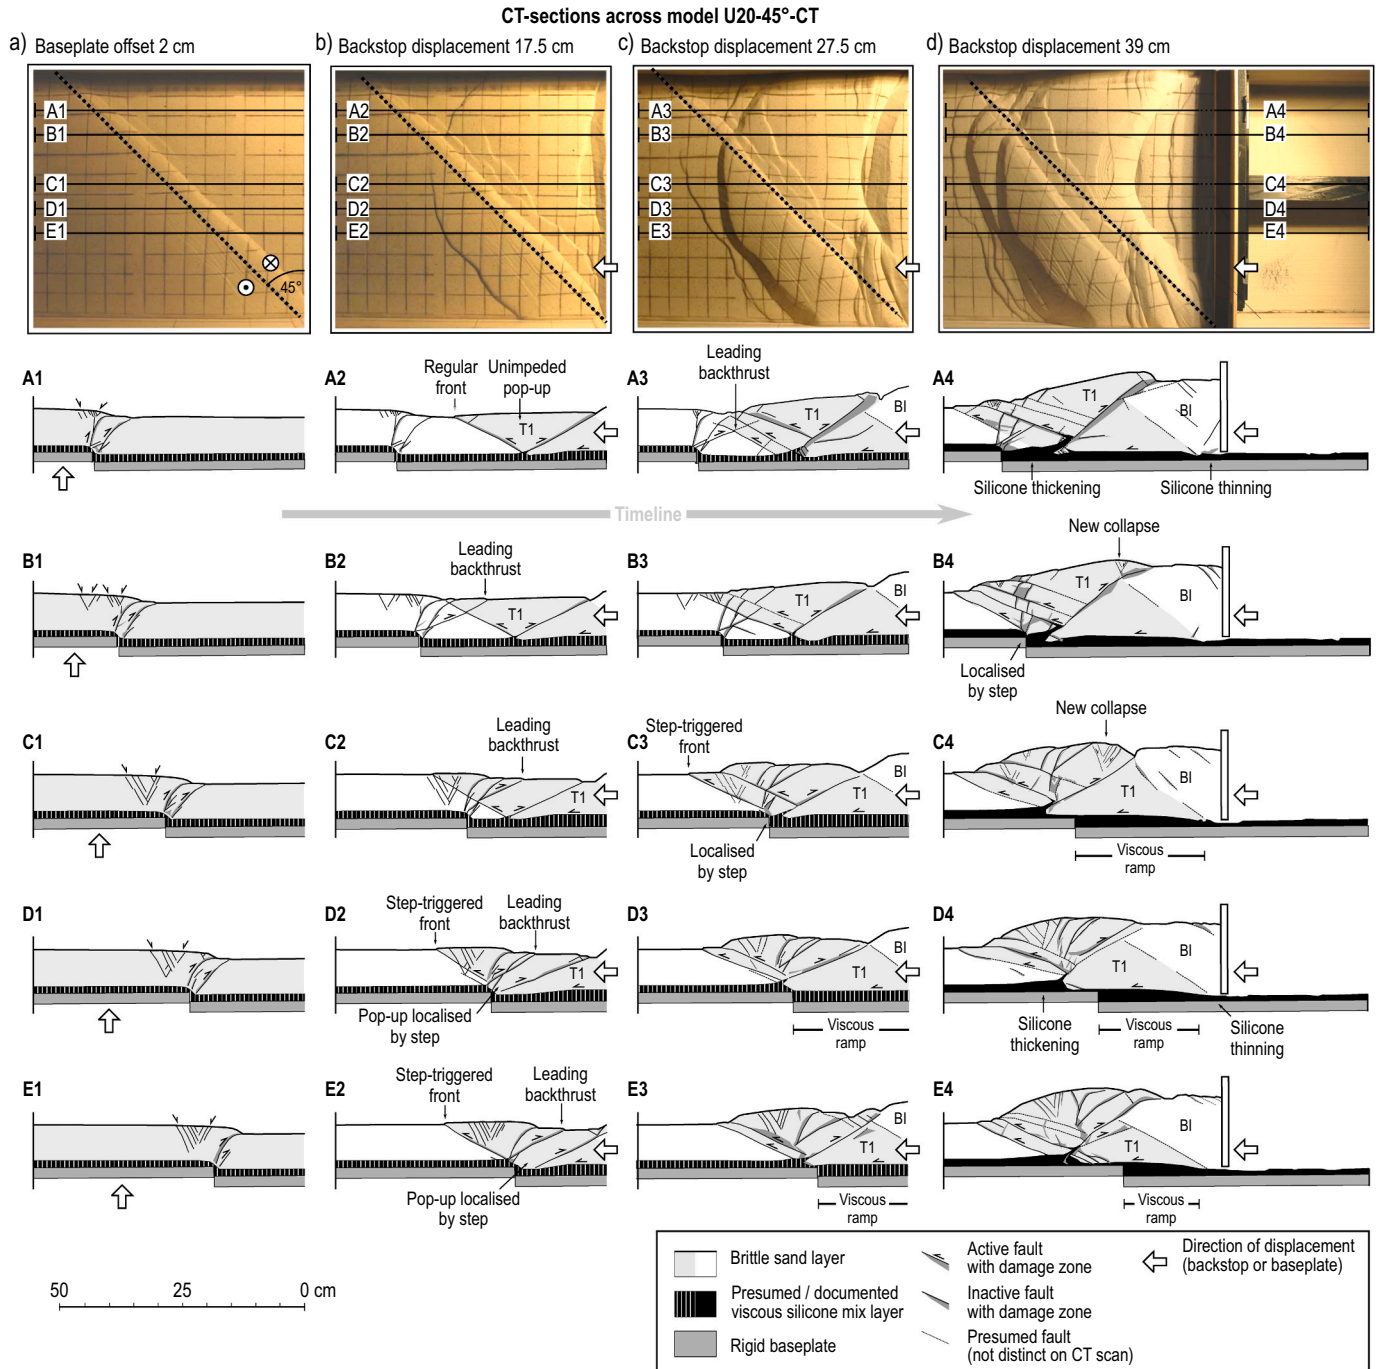 CT-sections across model U20-45°-CT
a) Baseplate offset 2 cm
b) Backstop displacement 17.5 cm
c) Backstop displacement 27.5 cm
d) Backstop displacement 39 cm
A1
B1
C1
D1
E1
45°
A2
B2
C2
D2
E2
A3
B3
C3
D3
E3
A4
B4
C4
D4
E4
A1
A2
Regular
front
Unimpeded
pop-up
T1
A3
Leading
backthrust
T1
BI
A4
T1
BI
Silicone thickening
Silicone thinning
Timeline
B1
B2
Leading
backthrust
T1
B3
T1
BI
B4
New collapse
T1
BI
Localised
by step
C1
C2
Leading
backthrust
T1
C3
Step-triggered
front
BI
Localised
by step
C4
New collapse
BI
T1
Viscous
ramp
D1
D2
Step-triggered
front
Leading
backthrust
T1
Pop-up localised
by step
D3
BI
T1
Viscous
ramp
D4
BI
T1
Silicone
thickening
Viscous
ramp
Silicone
thinning
E1
E2
Step-triggered
front
Leading
backthrust
Pop-up localised
by step
E3
BI
T1
Viscous
ramp
E4
BI
T1
Viscous
ramp
50 25 0 cm
Brittle sand layer
Presumed / documented
viscous silicone mix layer
Rigid baseplate
Active fault
with damage zone
Inactive fault
with damage zone
Presumed fault
(not distinct on CT scan)
Direction of displacement
(backstop or baseplate)